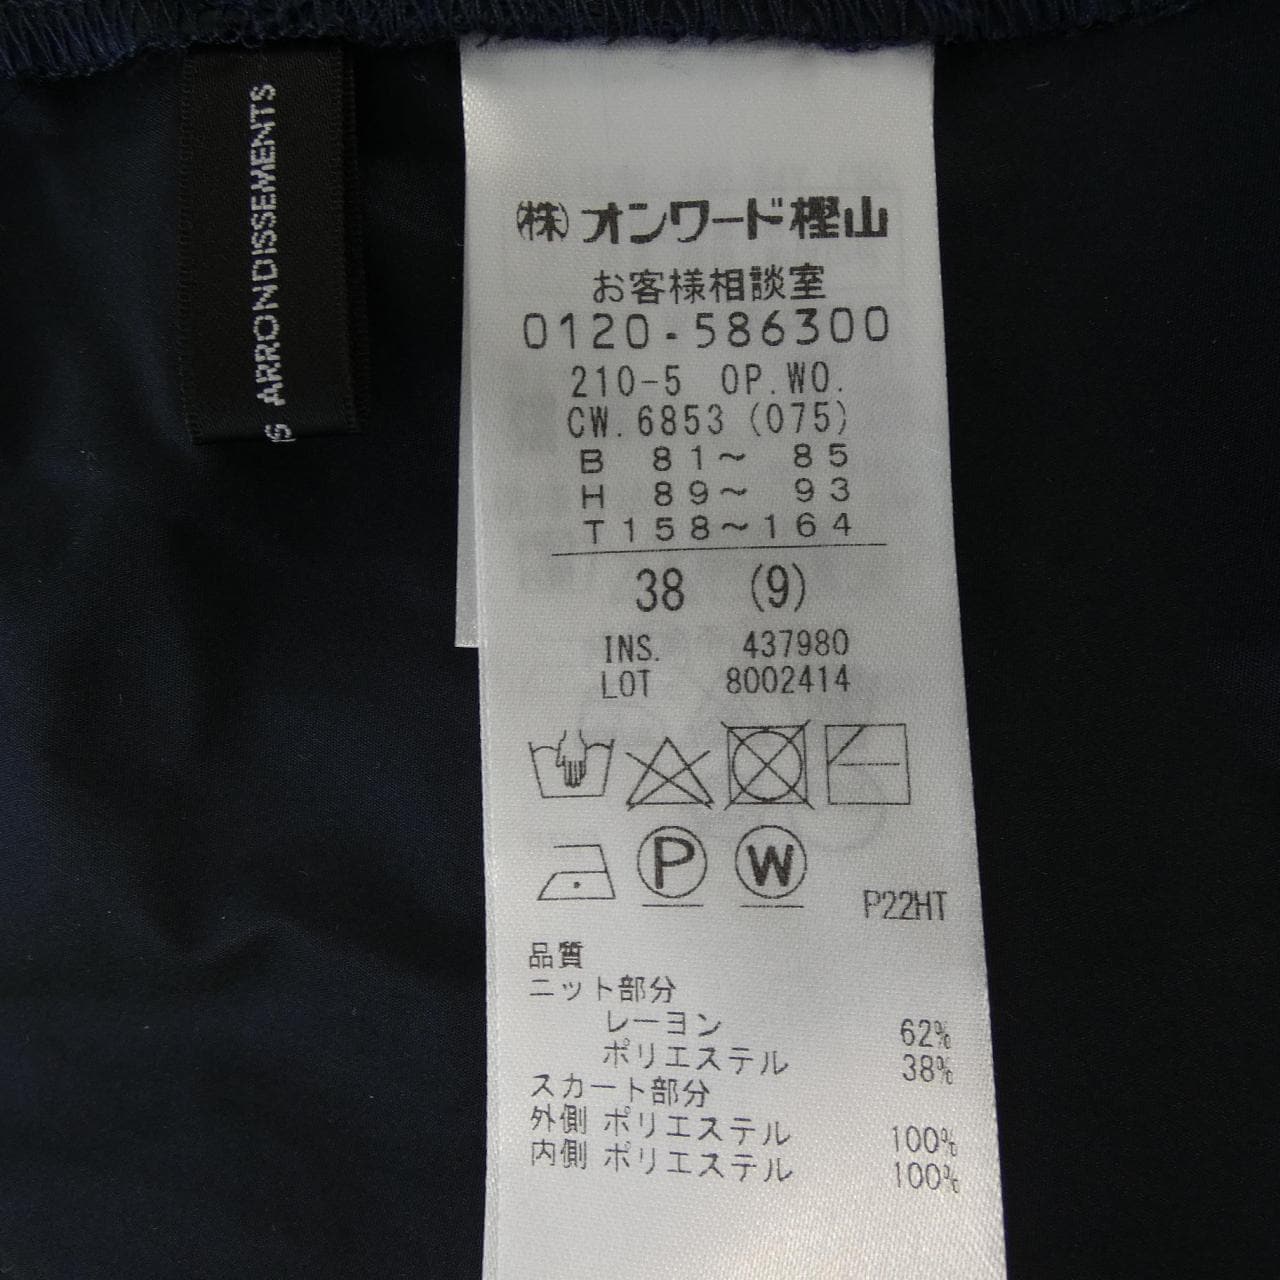 S ARRONDISSEMENTS
㈱オンワード樫山
お客様相談室
0120-586300
210-5 OP.WO.
CW.6853 (075)
B 81～ 85
H 89～ 93
T158～164
38 (9)
INS. 437980
LOT 8002414
P W
P22HT
品質
ニット部分
レーヨン 62%
ポリエステル 38%
スカート部分
外側 ポリエステル 100%
内側 ポリエステル 100%